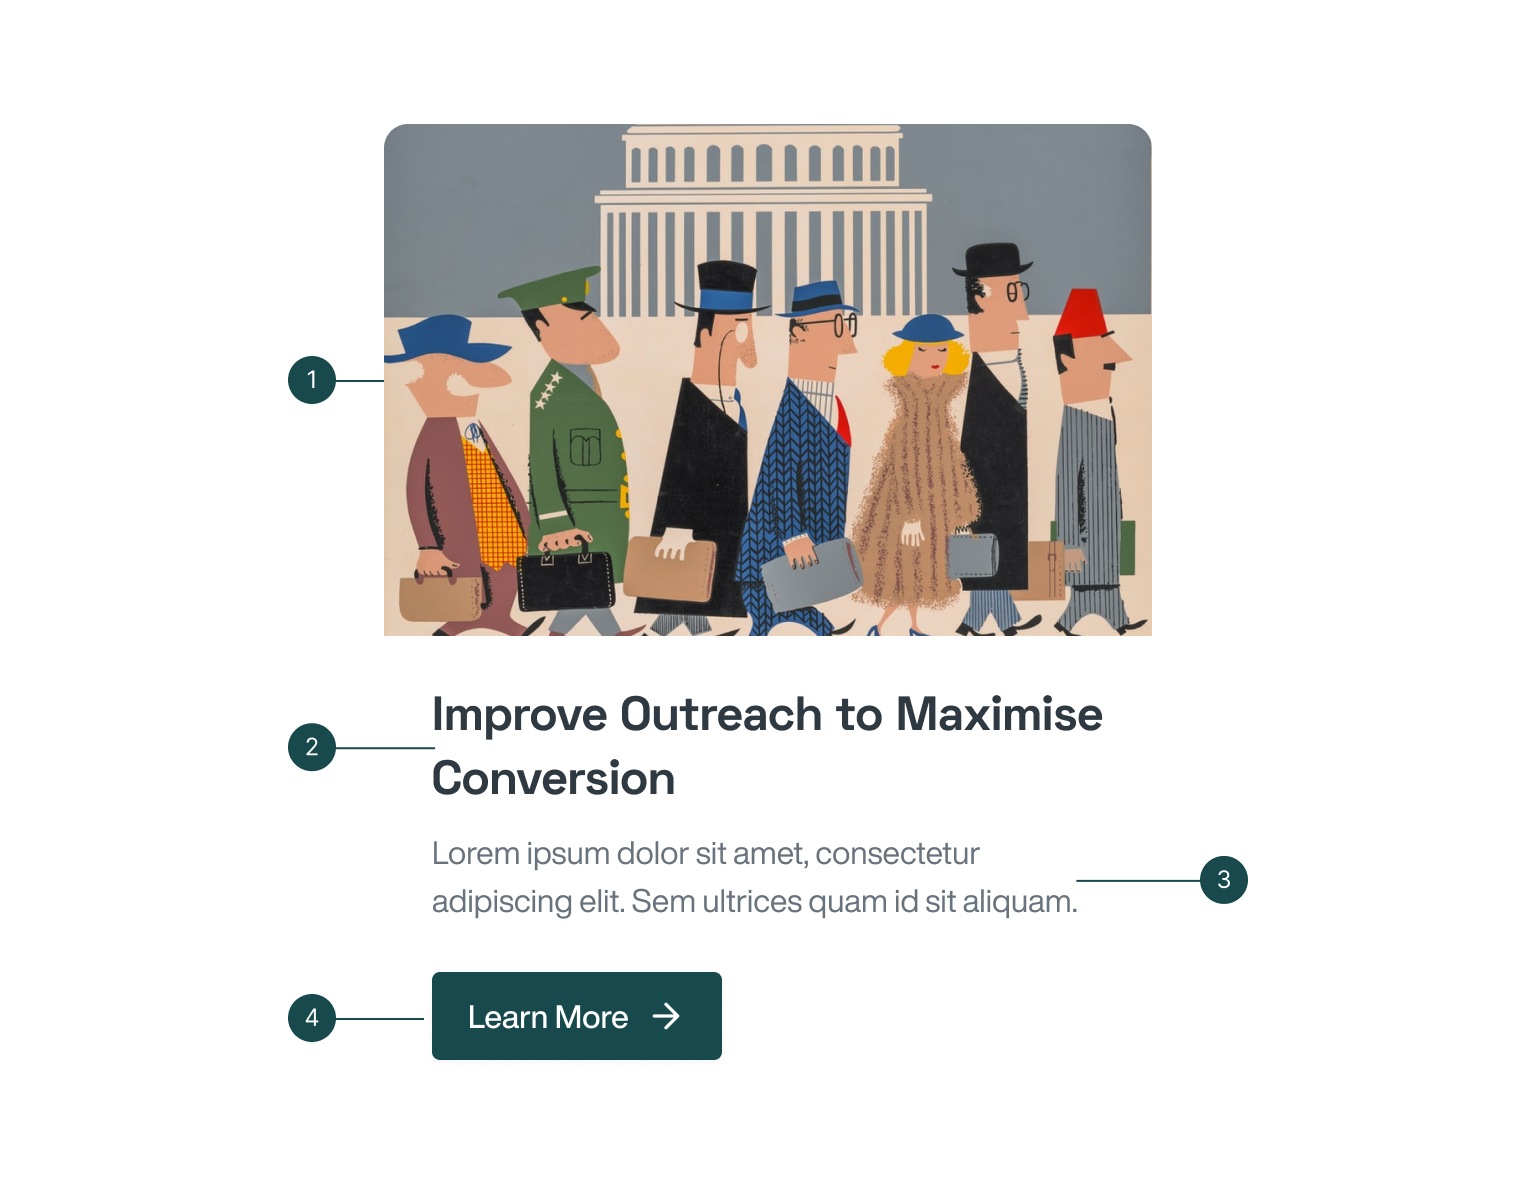 1
2
Improve Outreach to Maximise
Conversion
Lorem ipsum dolor sit amet, consectetur
adipiscing elit. Sem ultrices quam id sit aliquam.
3
4
Learn More →